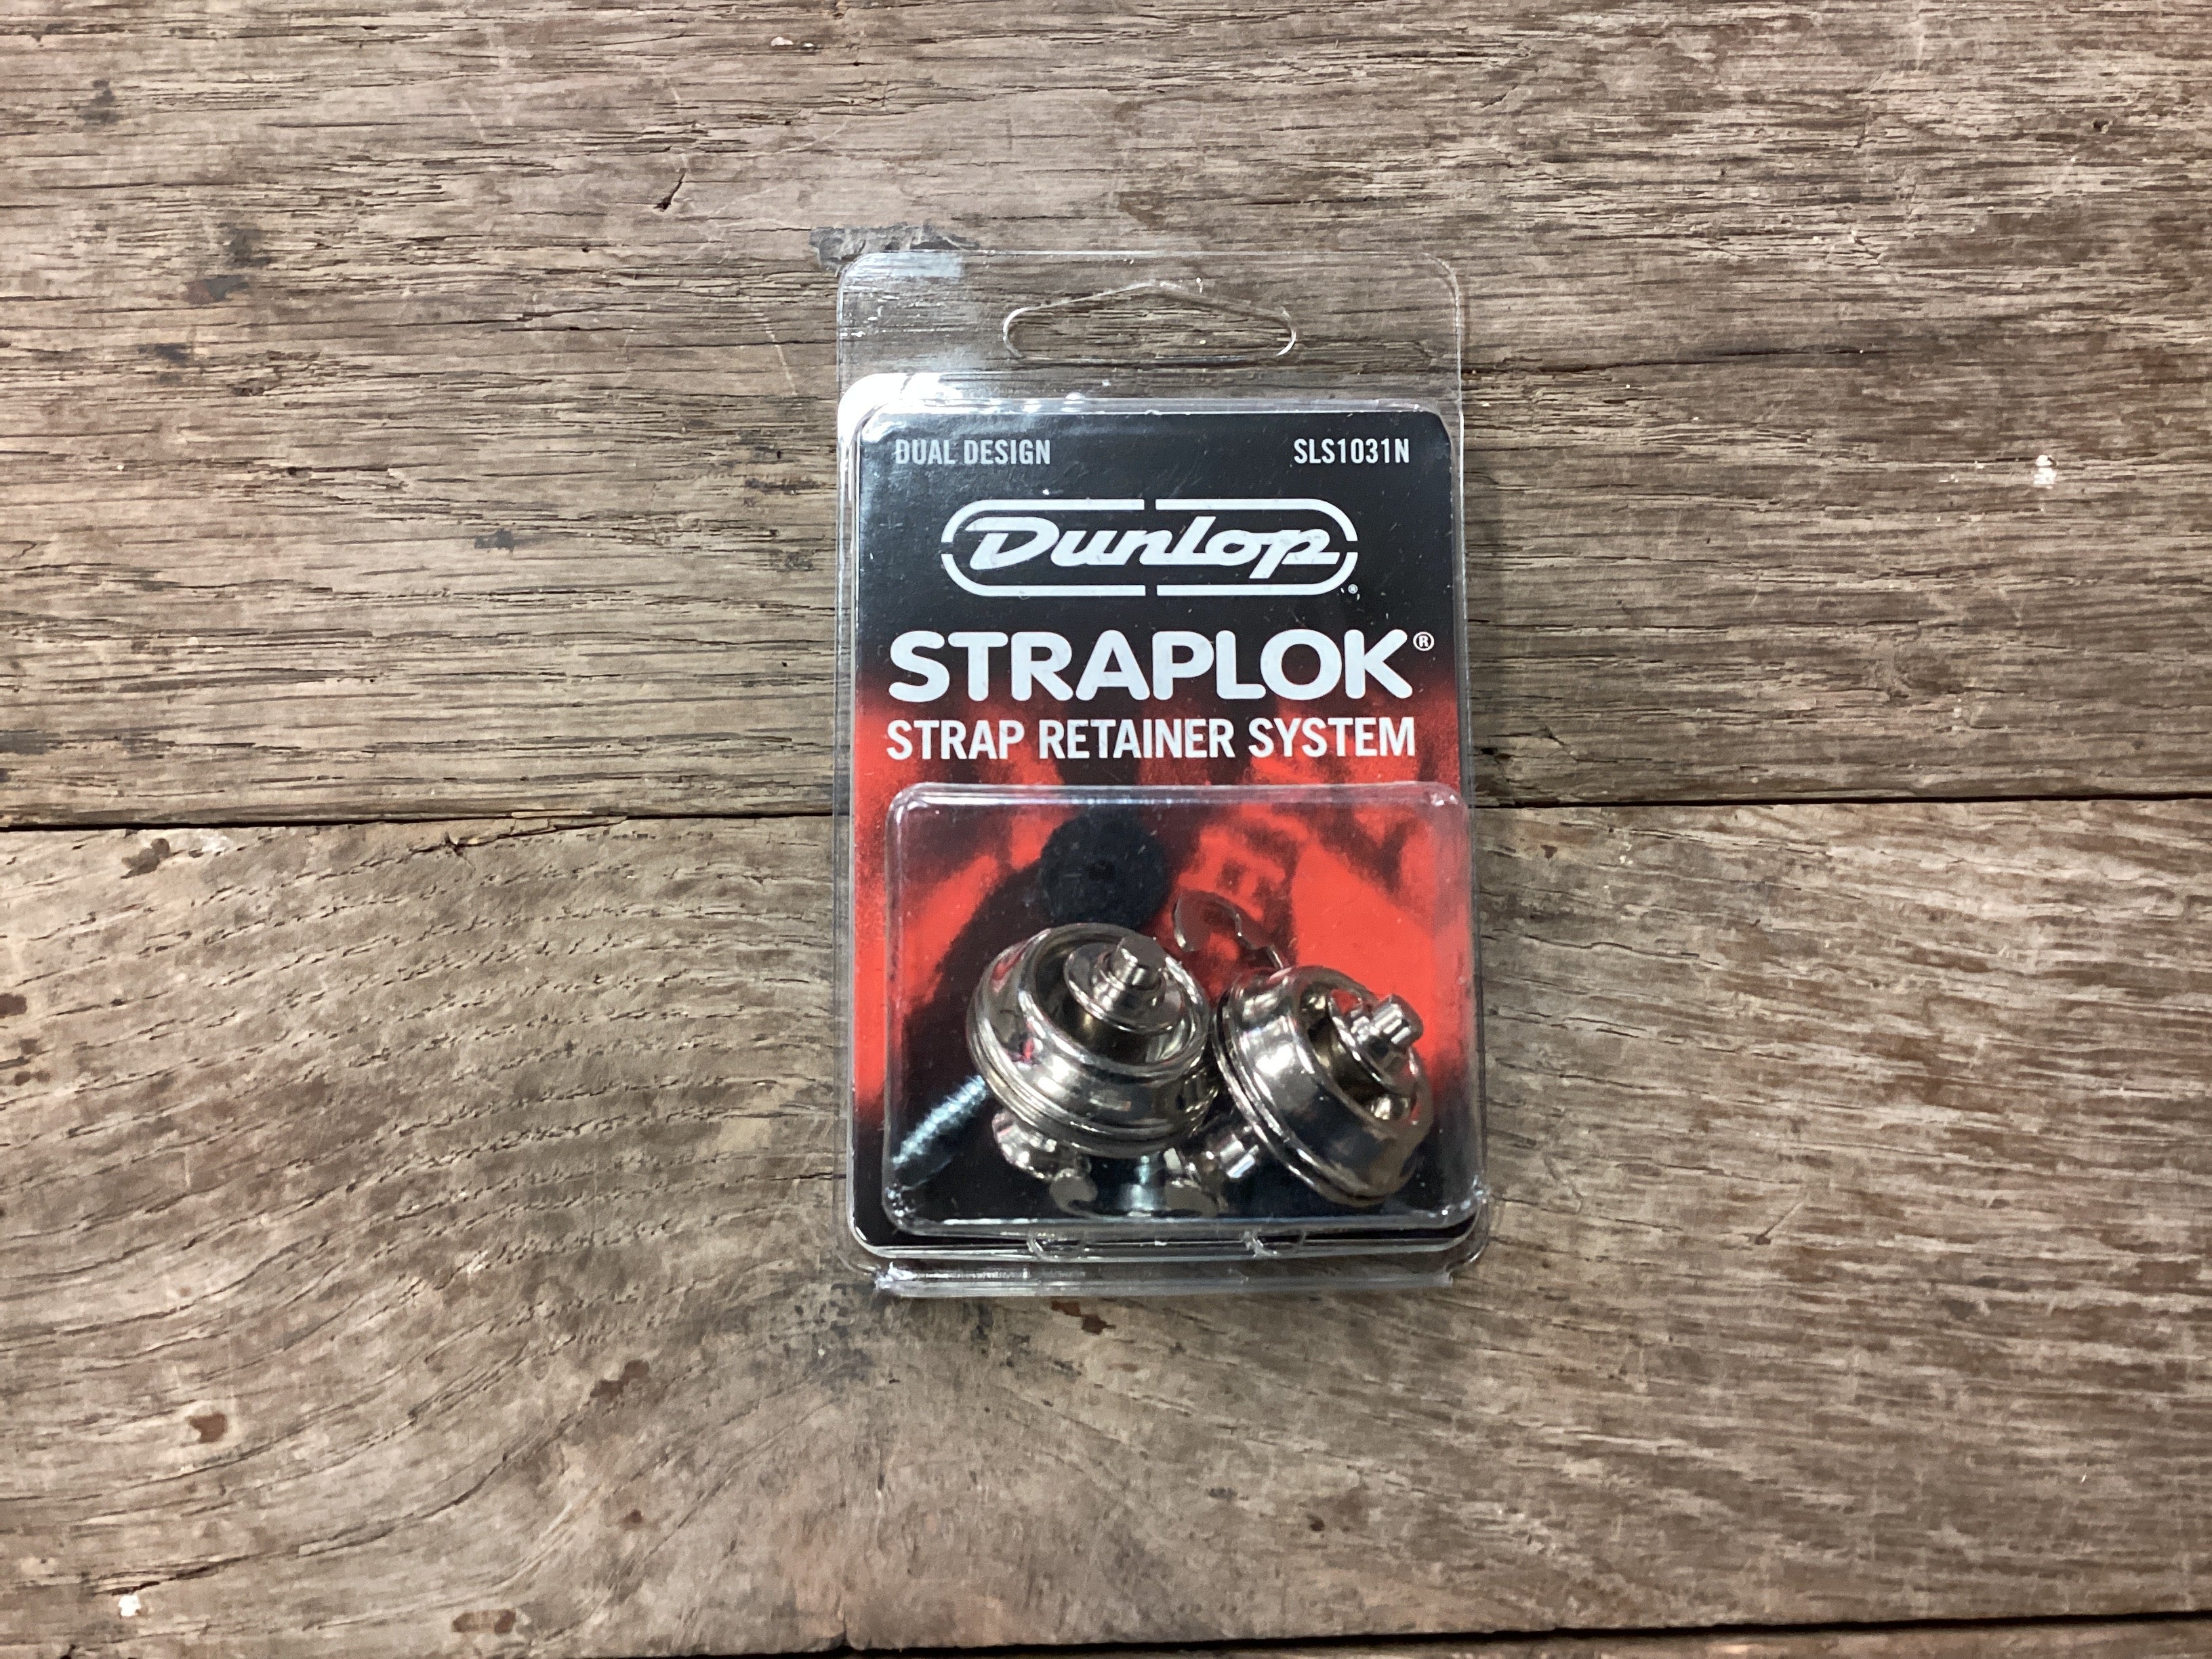 DUAL DESIGN SLS1031N
Dunlop®
STRAPLOK®
STRAP RETAINER SYSTEM